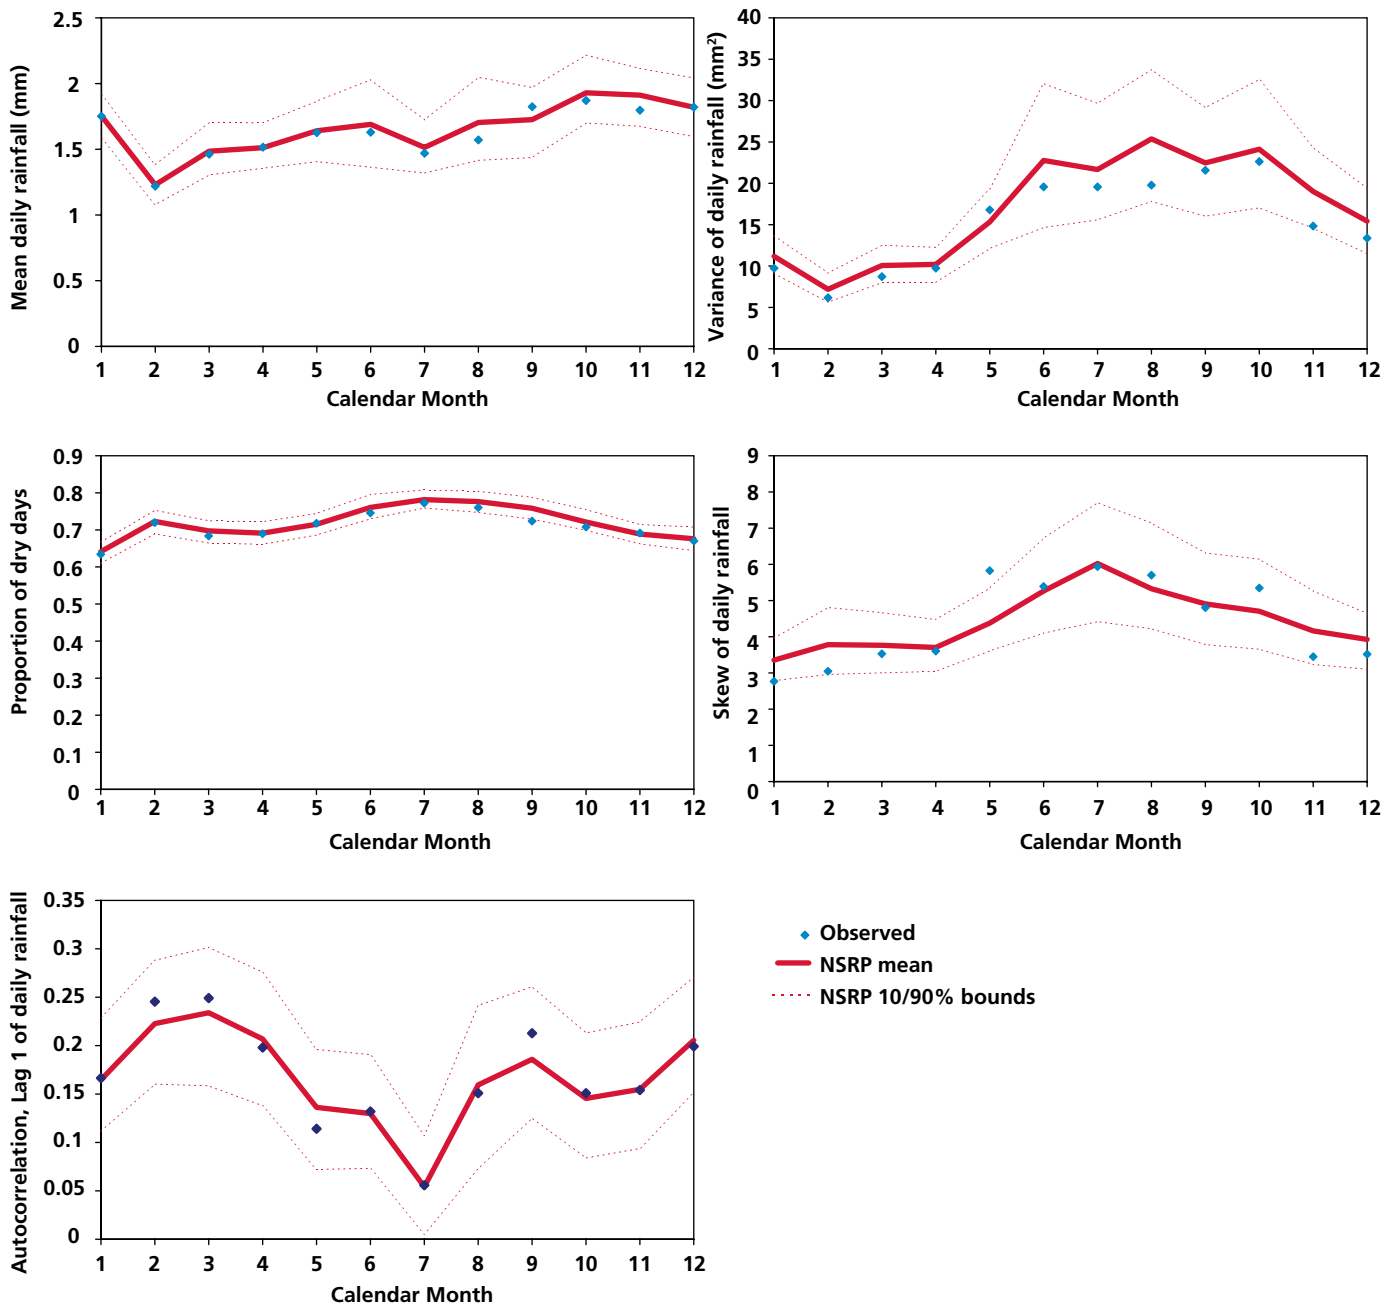 2.5
2
1.5
1
0.5
0
Mean daily rainfall (mm)
1 2 3 4 5 6 7 8 9 10 11 12
Calendar Month
40
35
30
25
20
15
10
5
0
Variance of daily rainfall (mm²)
1 2 3 4 5 6 7 8 9 10 11 12
Calendar Month
0.9
0.8
0.7
0.6
0.5
0.4
0.3
0.2
0.1
0
Proportion of dry days
1 2 3 4 5 6 7 8 9 10 11 12
Calendar Month
9
8
7
6
5
4
3
2
1
0
Skew of daily rainfall
1 2 3 4 5 6 7 8 9 10 11 12
Calendar Month
0.35
0.3
0.25
0.2
0.15
0.1
0.05
0
Autocorrelation, Lag 1 of daily rainfall
1 2 3 4 5 6 7 8 9 10 11 12
Calendar Month
Observed
NSRP mean
NSRP 10/90% bounds